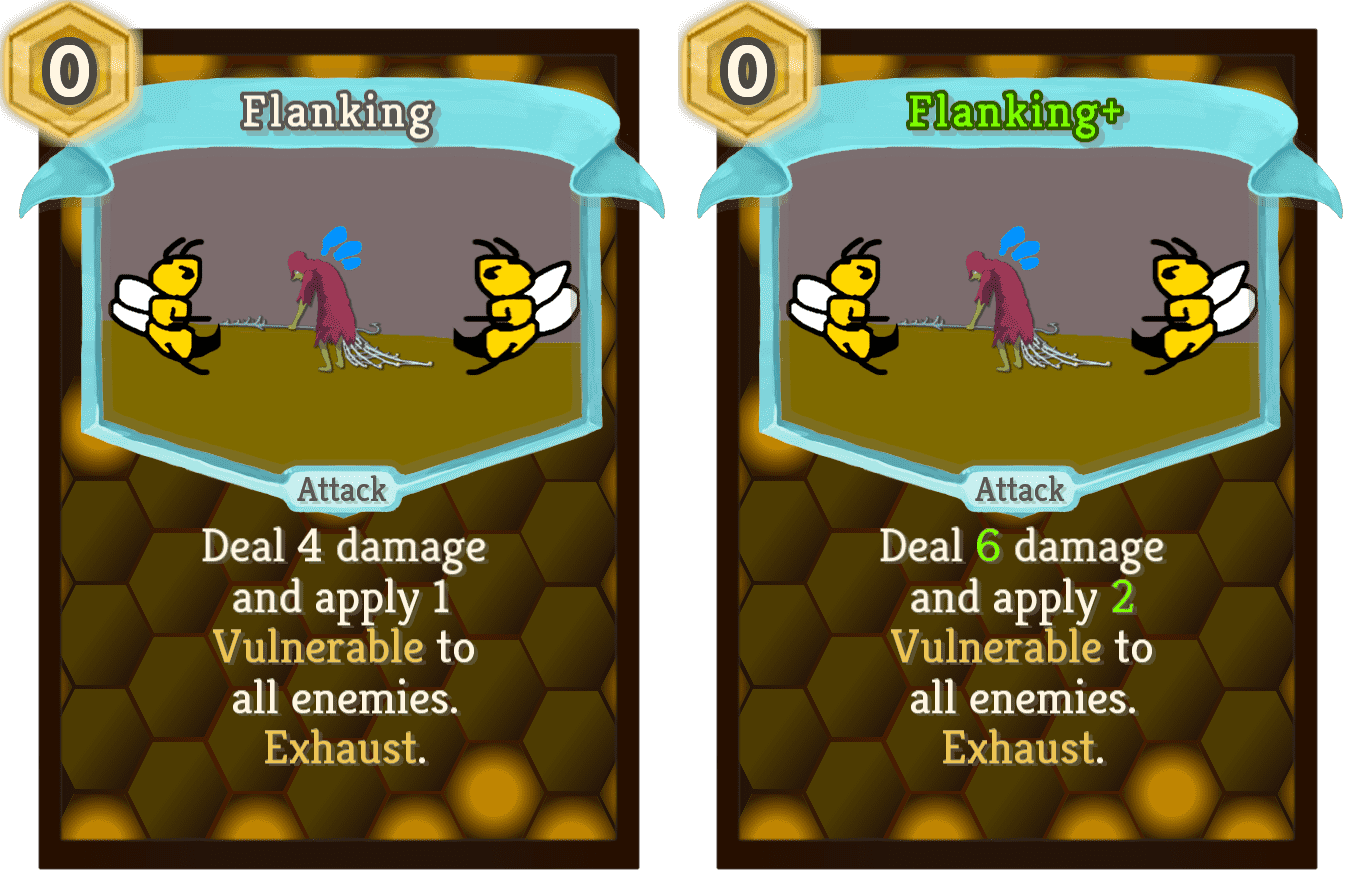 0
Flanking
Attack
Deal 4 damage
and apply 1
Vulnerable to
all enemies.
Exhaust.
0
Flanking+
Attack
Deal 6 damage
and apply 2
Vulnerable to
all enemies.
Exhaust.